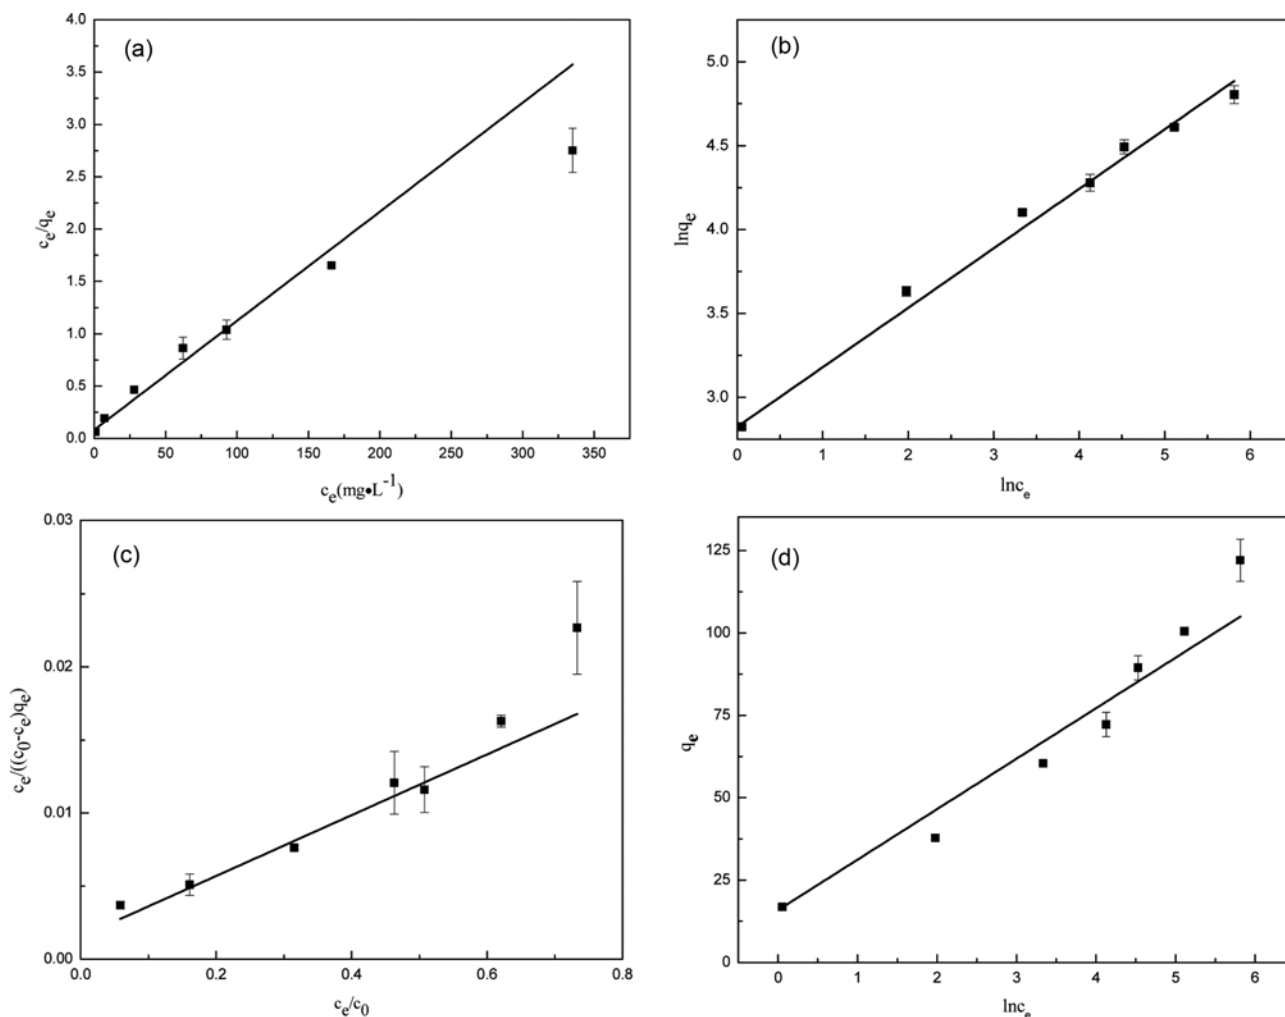 (a)
4.0
3.5
3.0
2.5
2.0
1.5
1.0
0.5
0.0
c_e/q_e
0 50 100 150 200 250 300 350
c_e(mg•L^-1)
(b)
5.0
4.5
4.0
3.5
3.0
lnq_e
0 1 2 3 4 5 6
lnc_e
(c)
0.03
0.02
0.01
0.00
c_e/((c_0-c_e)q_e)
0.0 0.2 0.4 0.6 0.8
c_e/c_0
(d)
125
100
75
50
25
0
q_e
0 1 2 3 4 5 6
lnc_e